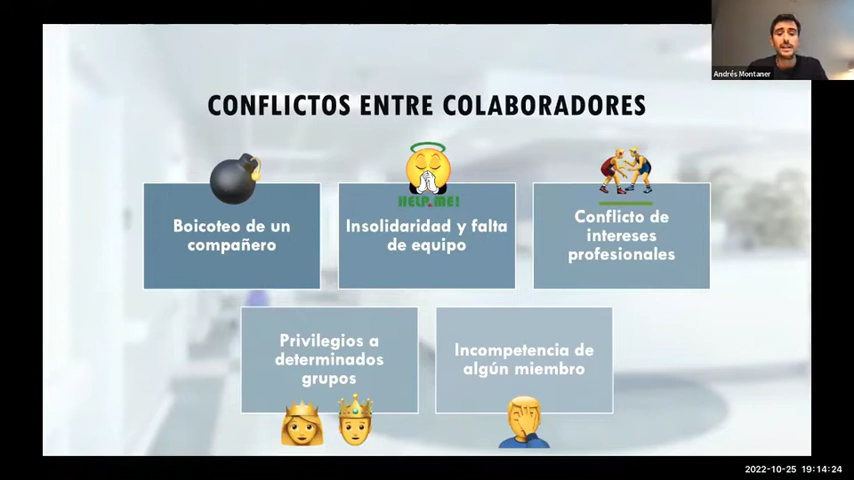 Andrés Montaner
CONFLICTOS ENTRE COLABORADORES
HELP.ME!
Boicoteo de un
compañero
Insolidaridad y falta
de equipo
Conflicto de
intereses
profesionales
Privilegios a
determinados
grupos
Incompetencia de
algún miembro
2022-10-25 19:14:24